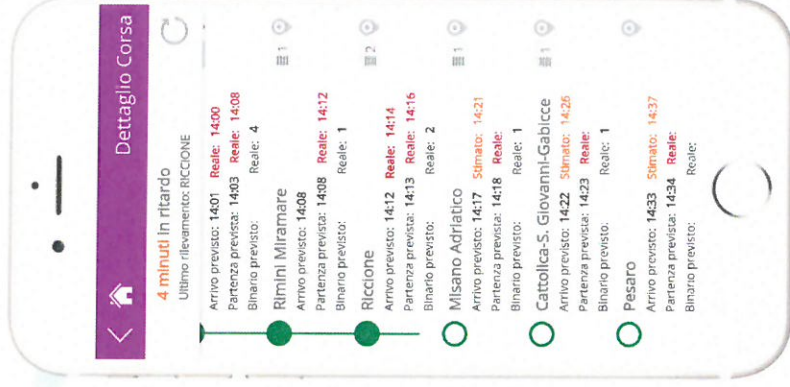 Dettaglio Corsa
4 minuti in ritardo
Ultimo rilevamento: RICCIONE
Arrivo previsto: 14:01 Reale: 14:00
Partenza prevista: 14:03 Reale: 14:08
Binario previsto: Reale: 4
Rimini Miramare 1
Arrivo previsto: 14:08
Partenza prevista: 14:08 Reale: 14:12
Binario previsto: Reale: 1
Riccione 2
Arrivo previsto: 14:12 Reale: 14:14
Partenza prevista: 14:13 Reale: 14:16
Binario previsto: Reale: 2
Misano Adriatico 1
Arrivo previsto: 14:17 Stimato: 14:21
Partenza prevista: 14:18 Reale:
Binario previsto: Reale: 1
Cattolica-S. Giovanni-Gabicce 1
Arrivo previsto: 14:22 Stimato: 14:26
Partenza prevista: 14:23 Reale:
Binario previsto: Reale: 1
Pesaro
Arrivo previsto: 14:33 Stimato: 14:37
Partenza prevista: 14:34 Reale:
Binario previsto: Reale: